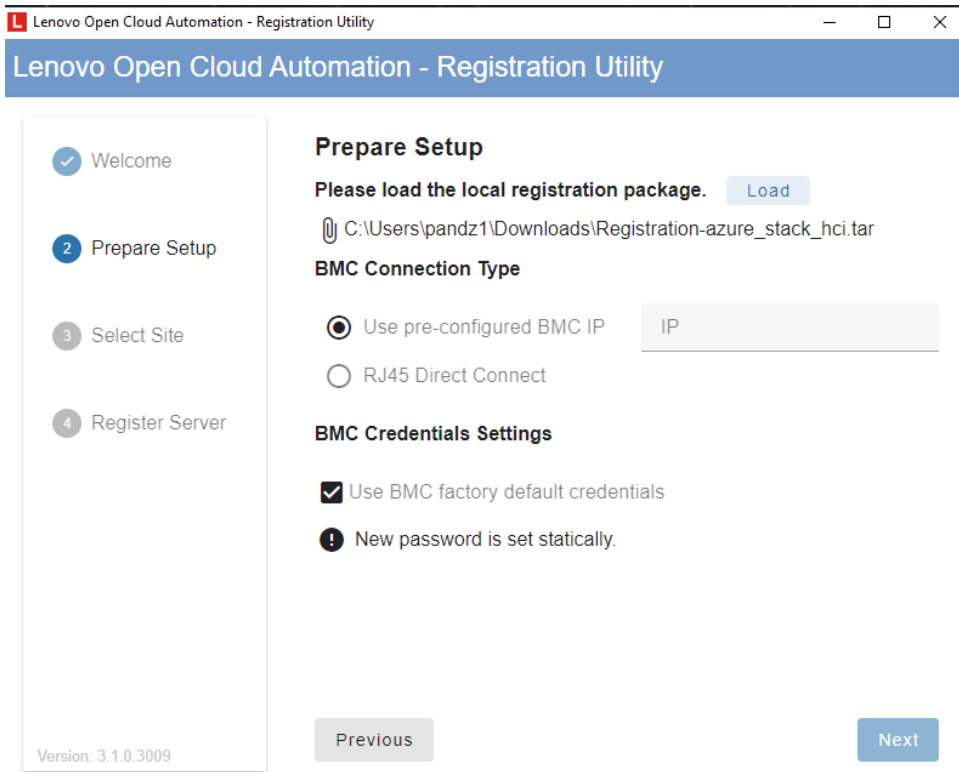 L Lenovo Open Cloud Automation - Registration Utility
Lenovo Open Cloud Automation - Registration Utility
Welcome
2 Prepare Setup
3 Select Site
4 Register Server
Version: 3.1.0.3009
Prepare Setup
Please load the local registration package. Load
C:\Users\pandz1\Downloads\Registration-azure_stack_hci.tar
BMC Connection Type
Use pre-configured BMC IP IP
RJ45 Direct Connect
BMC Credentials Settings
Use BMC factory default credentials
! New password is set statically.
Previous Next